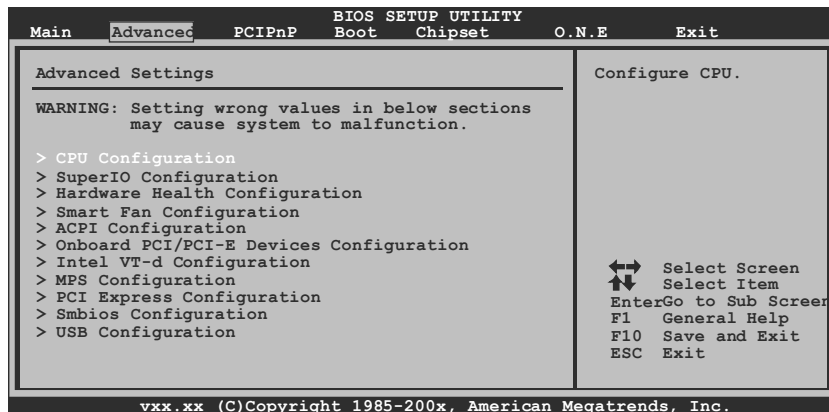 BIOS SETUP UTILITY
Main Advanced PCIPnP Boot Chipset O.N.E Exit
Advanced Settings
WARNING: Setting wrong values in below sections
may cause system to malfunction.
> CPU Configuration
> SuperIO Configuration
> Hardware Health Configuration
> Smart Fan Configuration
> ACPI Configuration
> Onboard PCI/PCI-E Devices Configuration
> Intel VT-d Configuration
> MPS Configuration
> PCI Express Configuration
> Smbios Configuration
> USB Configuration
Configure CPU.
Select Screen
Select Item
EnterGo to Sub Screen
F1 General Help
F10 Save and Exit
ESC Exit
vxx.xx (C)Copyright 1985-200x, American Megatrends, Inc.